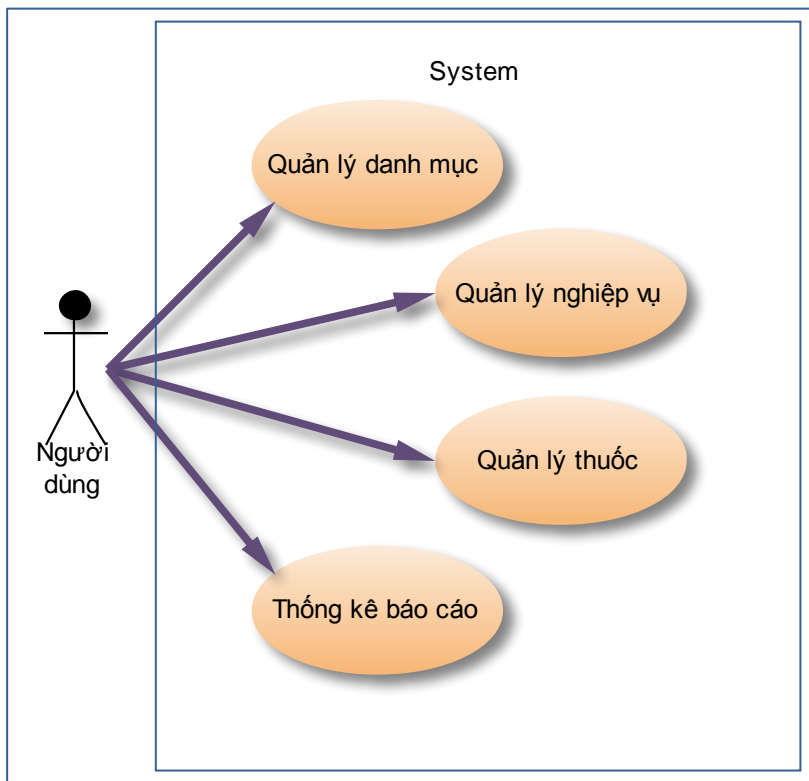 System
Quản lý danh mục
Quản lý nghiệp vụ
Người
dùng
Quản lý thuốc
Thống kê báo cáo